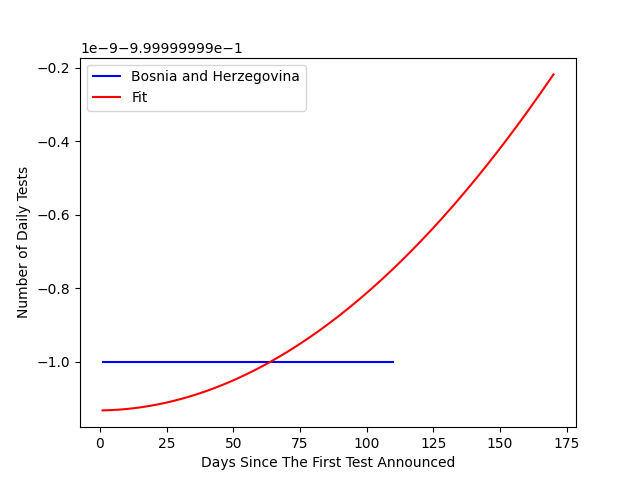 1e−9−9.99999999e−1
Bosnia and Herzegovina
Fit
Number of Daily Tests
−0.2
−0.4
−0.6
−0.8
−1.0
0 25 50 75 100 125 150 175
Days Since The First Test Announced